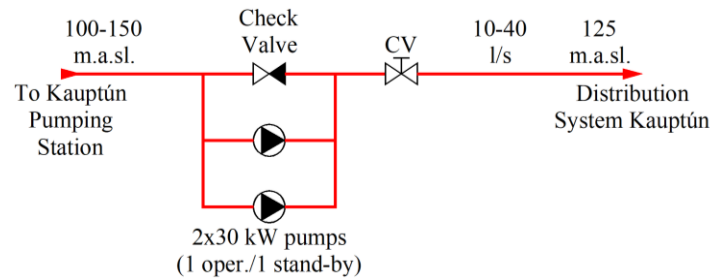 100-150
m.a.sl.
To Kauptún
Pumping
Station
Check
Valve
CV
10-40
l/s
125
m.a.sl.
Distribution
System Kauptún
2x30 kW pumps
(1 oper./1 stand-by)